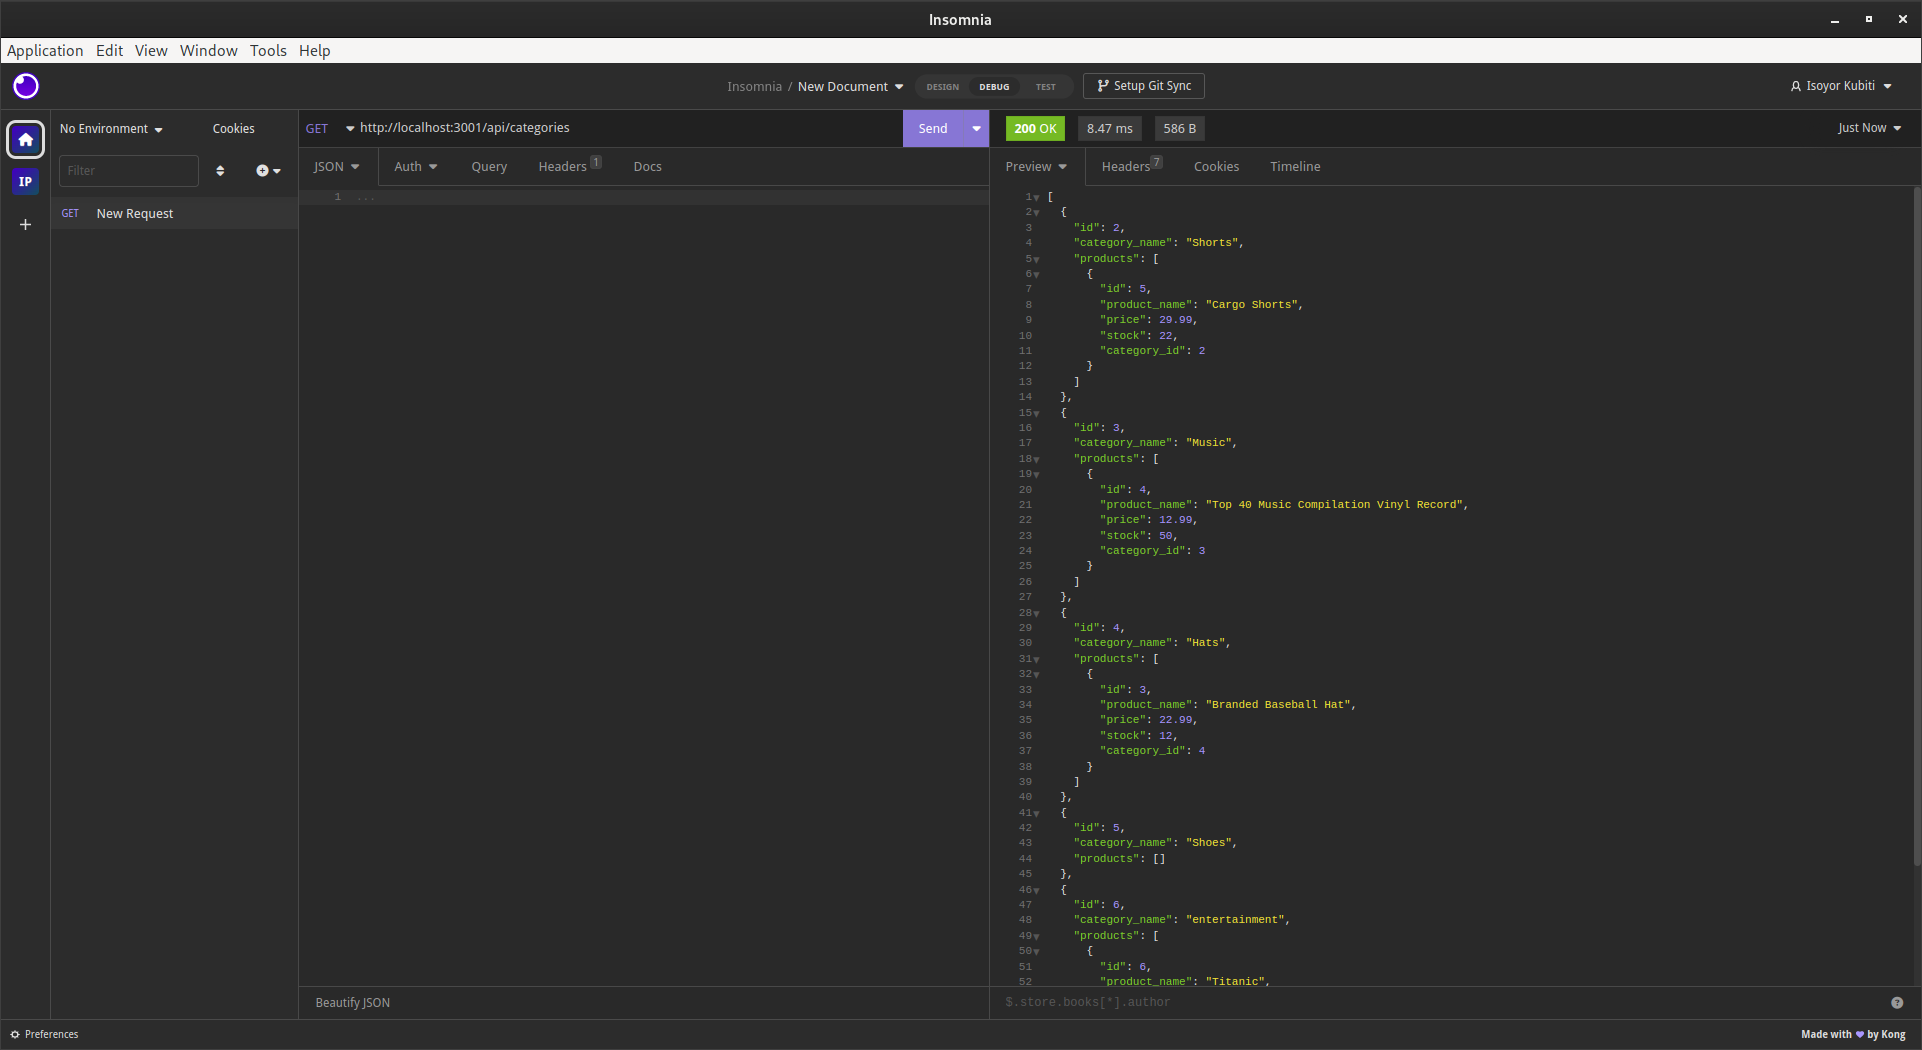 Insomnia
Application Edit View Window Tools Help
Insomnia / New Document DESIGN DEBUG TEST Setup Git Sync Isoyor Kubiti
No Environment Cookies
Filter
IP
GET New Request
GET http://localhost:3001/api/categories Send
JSON Auth Query Headers 1 Docs
1 ...
Beautify JSON
200 OK 8.47 ms 586 B Just Now
Preview Headers 7 Cookies Timeline
1 [
2 {
3 "id": 2,
4 "category_name": "Shorts",
5 "products": [
6 {
7 "id": 5,
8 "product_name": "Cargo Shorts",
9 "price": 29.99,
10 "stock": 22,
11 "category_id": 2
12 }
13 ]
14 },
15 {
16 "id": 3,
17 "category_name": "Music",
18 "products": [
19 {
20 "id": 4,
21 "product_name": "Top 40 Music Compilation Vinyl Record",
22 "price": 12.99,
23 "stock": 50,
24 "category_id": 3
25 }
26 ]
27 },
28 {
29 "id": 4,
30 "category_name": "Hats",
31 "products": [
32 {
33 "id": 3,
34 "product_name": "Branded Baseball Hat",
35 "price": 22.99,
36 "stock": 12,
37 "category_id": 4
38 }
39 ]
40 },
41 {
42 "id": 5,
43 "category_name": "Shoes",
44 "products": []
45 },
46 {
47 "id": 6,
48 "category_name": "entertainment",
49 "products": [
50 {
51 "id": 6,
52 "product_name": "Titanic",
$.store.books[*].author
Preferences
Made with by Kong